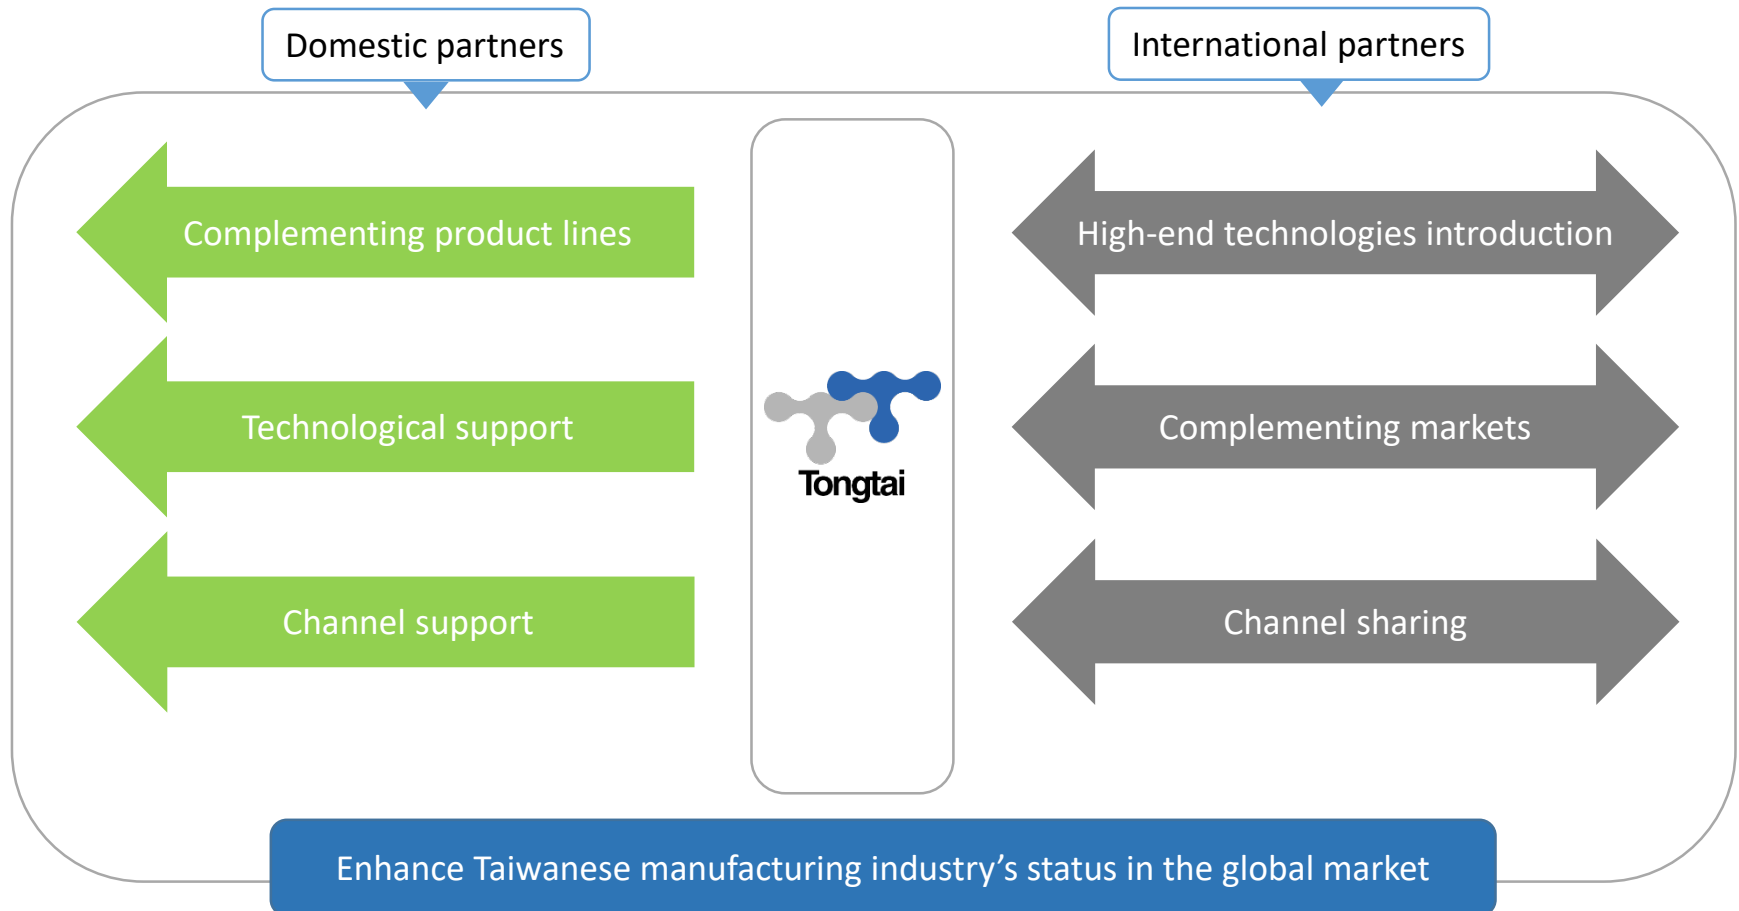 Domestic partners
International partners
Complementing product lines
High-end technologies introduction
Technological support
Complementing markets
Tongtai
Channel support
Channel sharing
Enhance Taiwanese manufacturing industry’s status in the global market